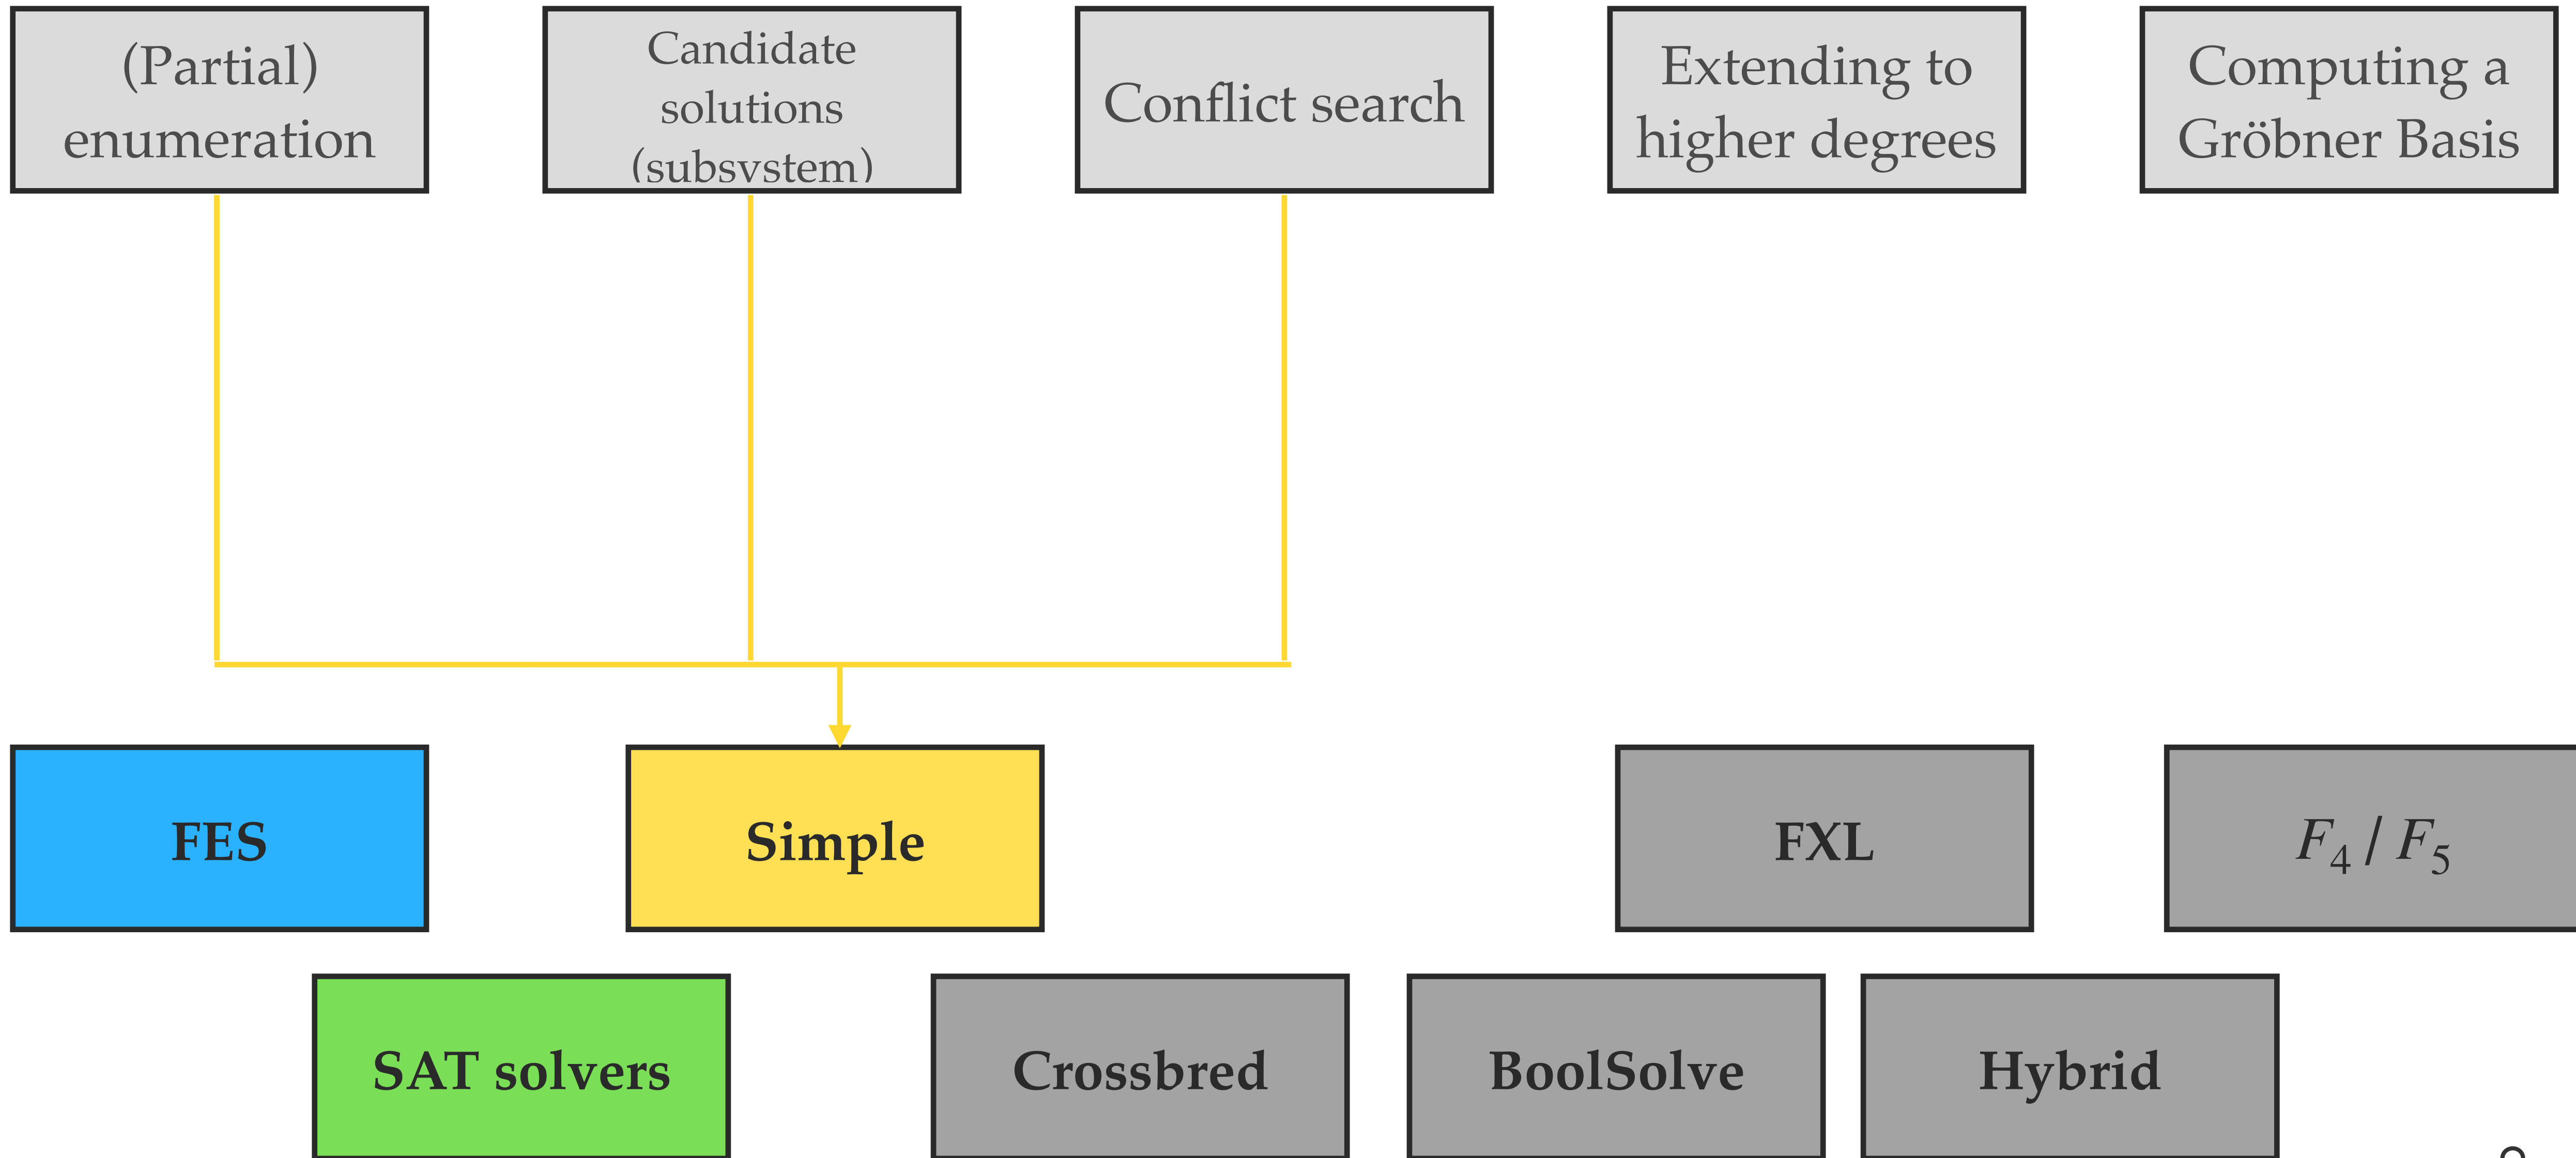 (Partial)
enumeration
Candidate
solutions
(subsystem)
Conflict search
Extending to
higher degrees
Computing a
Gröbner Basis
FES
Simple
FXL
F₄ / F₅
SAT solvers
Crossbred
BoolSolve
Hybrid